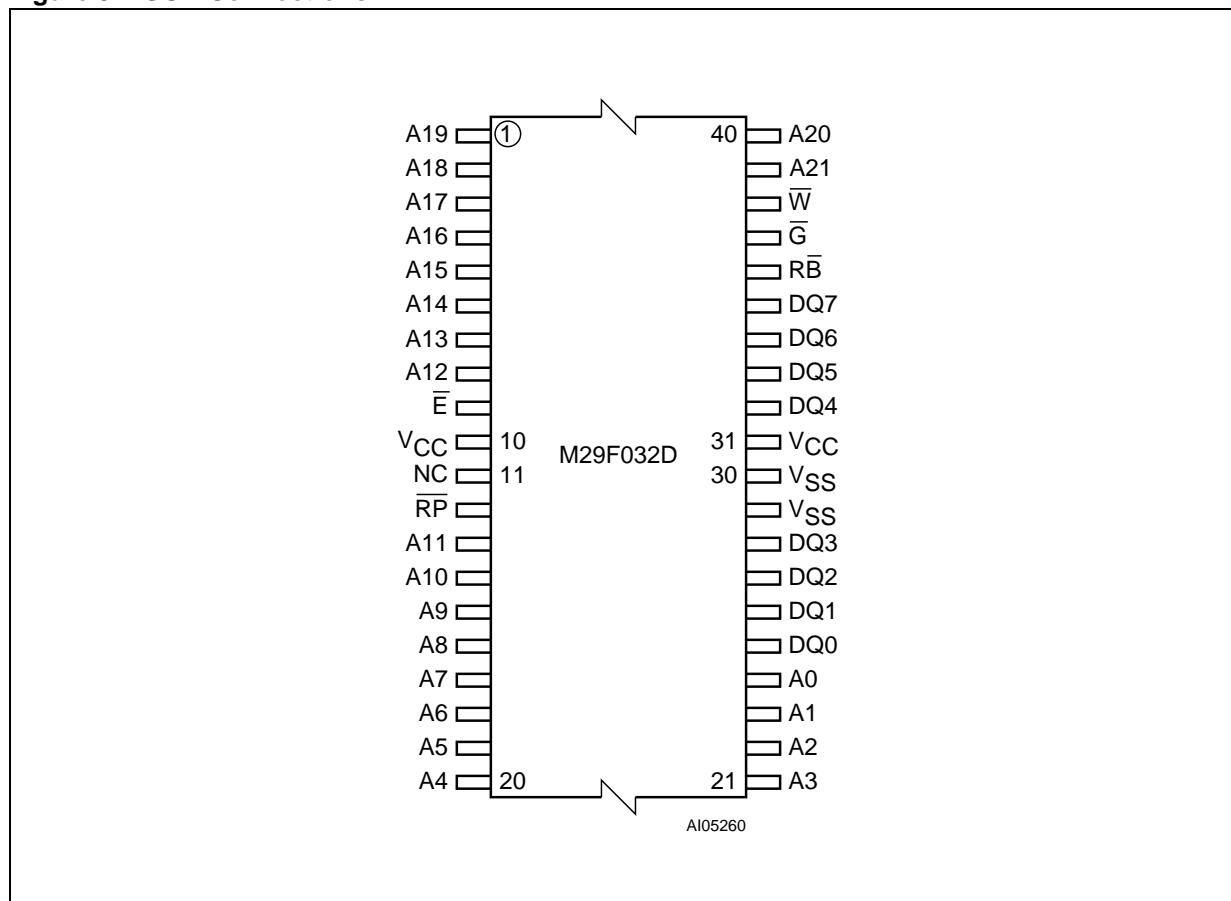 A19 1 40 A20
A18 A21
A17 W̅
A16 G̅
A15 RB̅
A14 DQ7
A13 DQ6
A12 DQ5
E̅ DQ4
VCC 10 31 VCC
M29F032D
NC 11 30 VSS
R̅P̅ VSS
A11 DQ3
A10 DQ2
A9 DQ1
A8 DQ0
A7 A0
A6 A1
A5 A2
A4 20 21 A3
AI05260